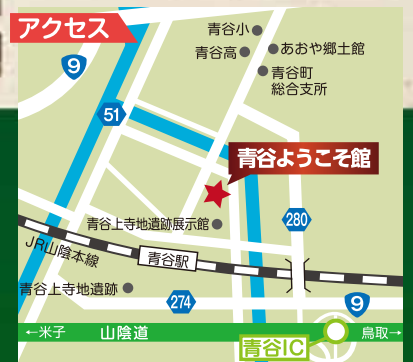 アクセス
青谷小
9
青谷高
あおや郷土館
青谷町
総合支所
51
青谷ようこそ館
青谷上寺地遺跡展示館
280
JR山陰本線
青谷駅
青谷上寺地遺跡
274
9
←米子
山陰道
鳥取→
青谷IC